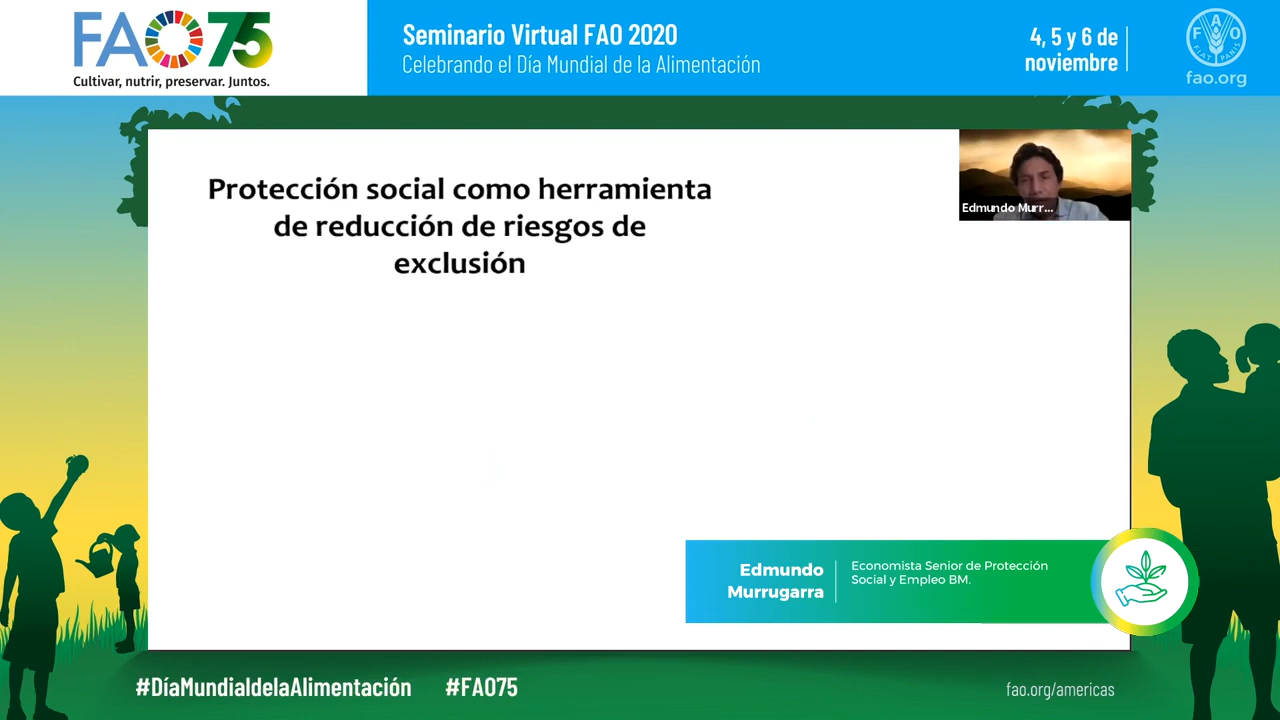 FAO75
Cultivar, nutrir, preservar. Juntos.
Seminario Virtual FAO 2020
Celebrando el Día Mundial de la Alimentación
4, 5 y 6 de
noviembre
F A O
FIAT PANIS
fao.org
Protección social como herramienta
de reducción de riesgos de
exclusión
Edmundo Murr...
Edmundo
Murrugarra
Economista Senior de Protección
Social y Empleo BM.
#DíaMundialdelaAlimentación
#FAO75
fao.org/americas